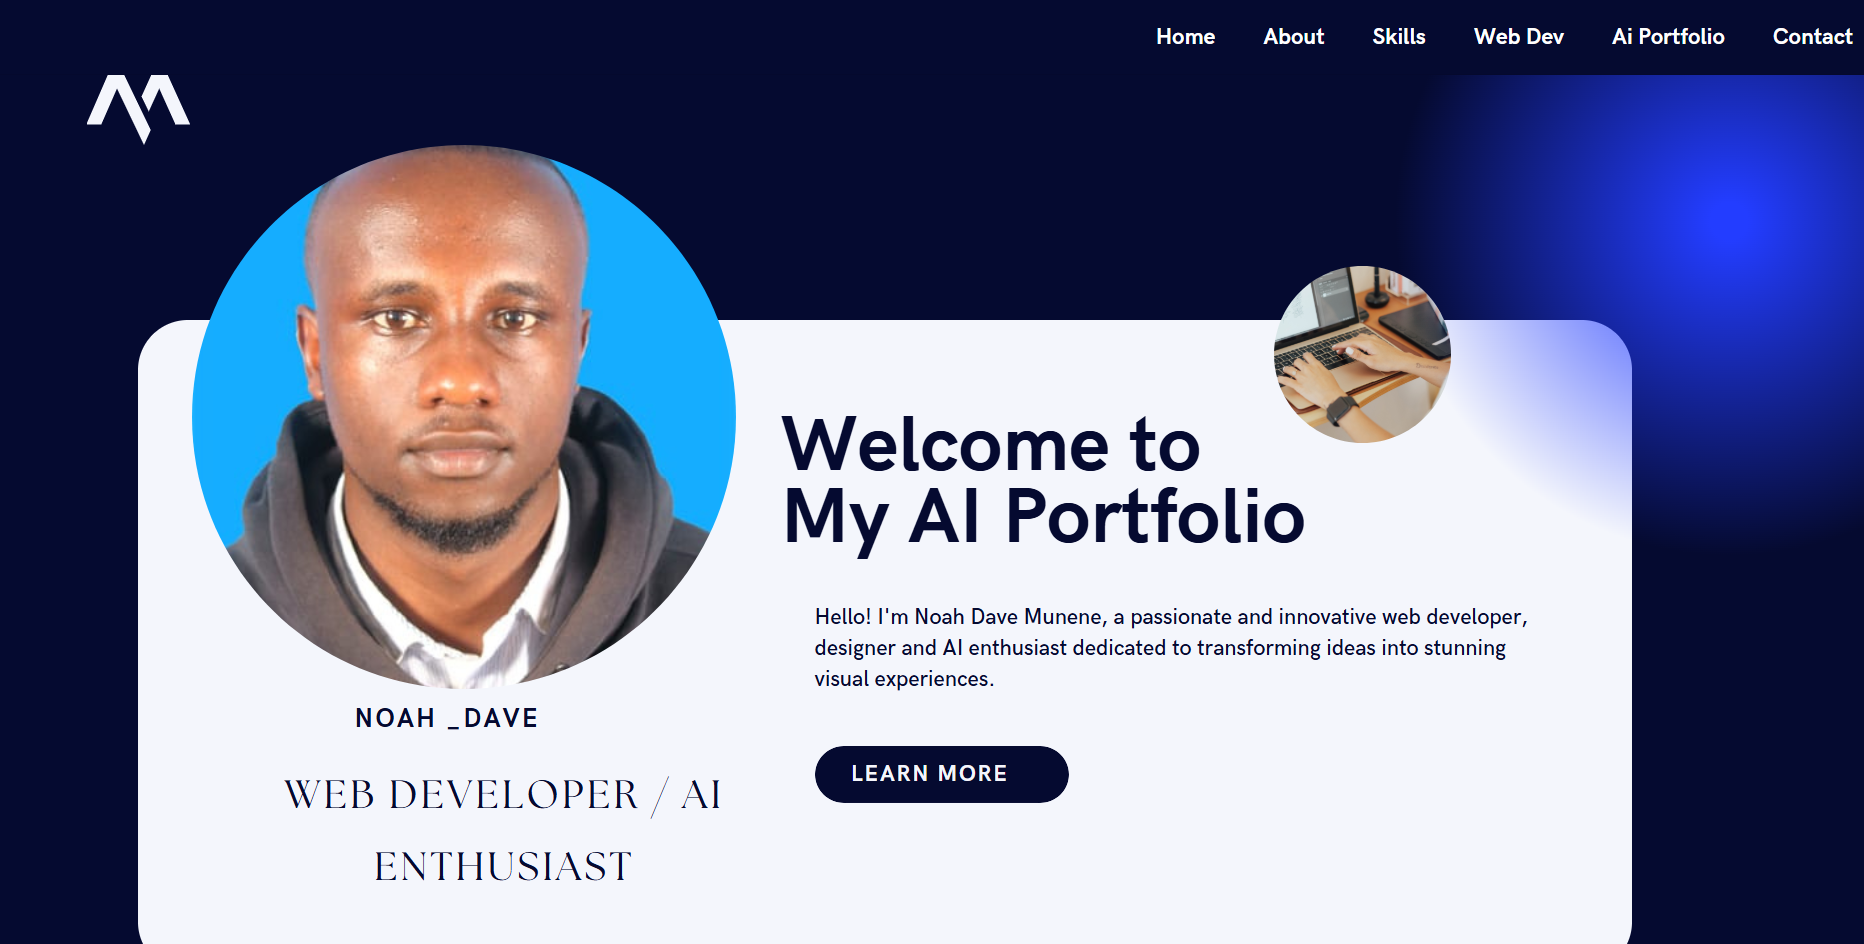 Home About Skills Web Dev Ai Portfolio Contact
Welcome to
My AI Portfolio
Hello! I'm Noah Dave Munene, a passionate and innovative web developer,
designer and AI enthusiast dedicated to transforming ideas into stunning
visual experiences.
LEARN MORE
NOAH _DAVE
WEB DEVELOPER / AI
ENTHUSIAST